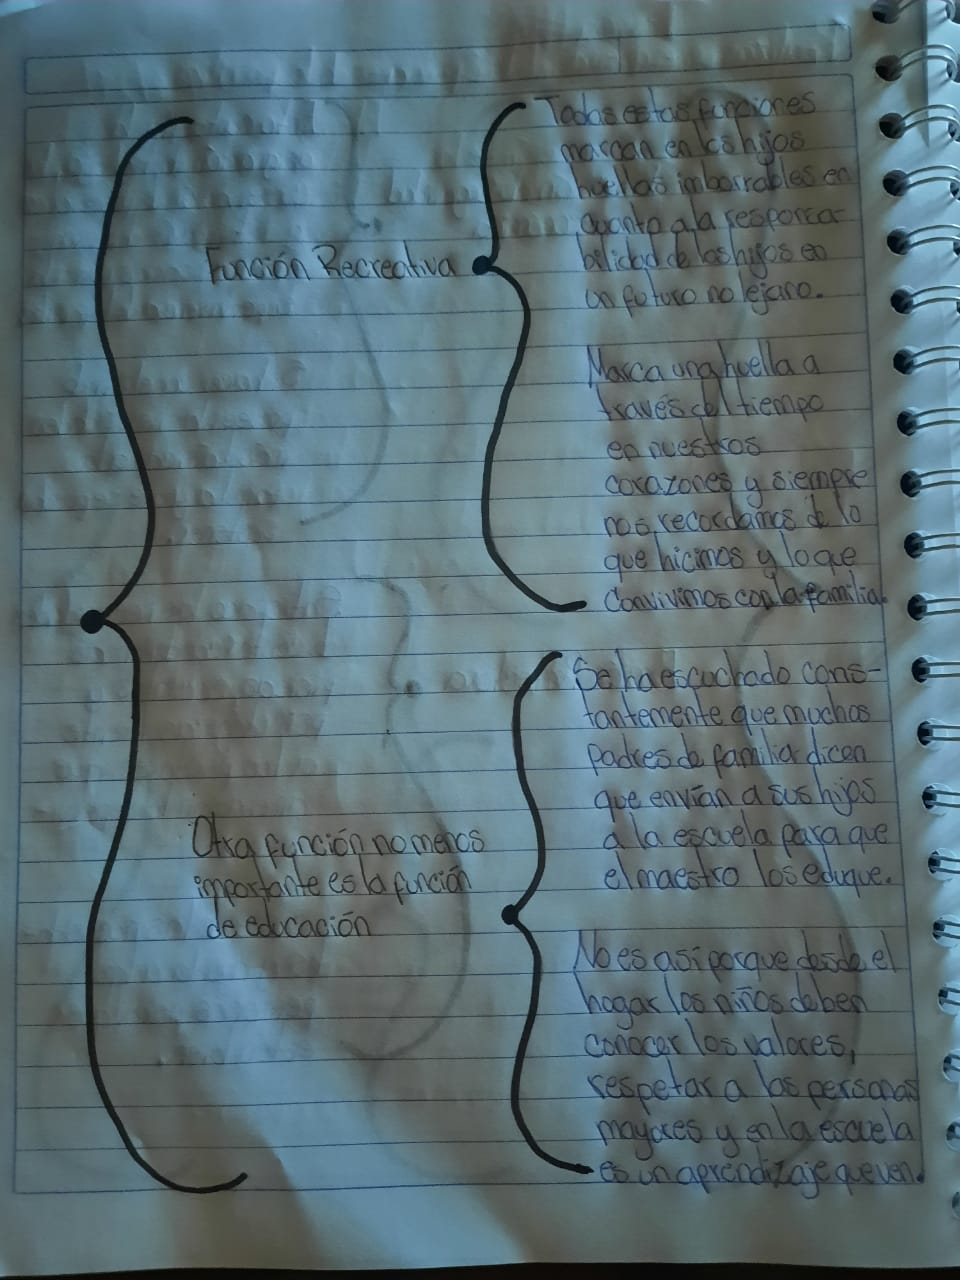 Función Recreativa
Todas estas funciones
marcan en los hijos
huellas imborrables en
cuanto a la responsa-
bilidad de los hijos en
un futuro no lejano.
Marca una huella a
través del tiempo
en nuestros
corazones y siempre
nos recordamos de lo
que hicimos y lo que
convivimos con la familia.
Otra función no menos
importante es la función
de educación
Se ha escuchado cons-
tantemente que muchos
padres de familia dicen
que envían a sus hijos
a la escuela para que
el maestro los eduque.
No es así porque desde el
hogar los niños deben
conocer los valores,
respetar a las personas
mayores y en la escuela
es un aprendizaje que ven.